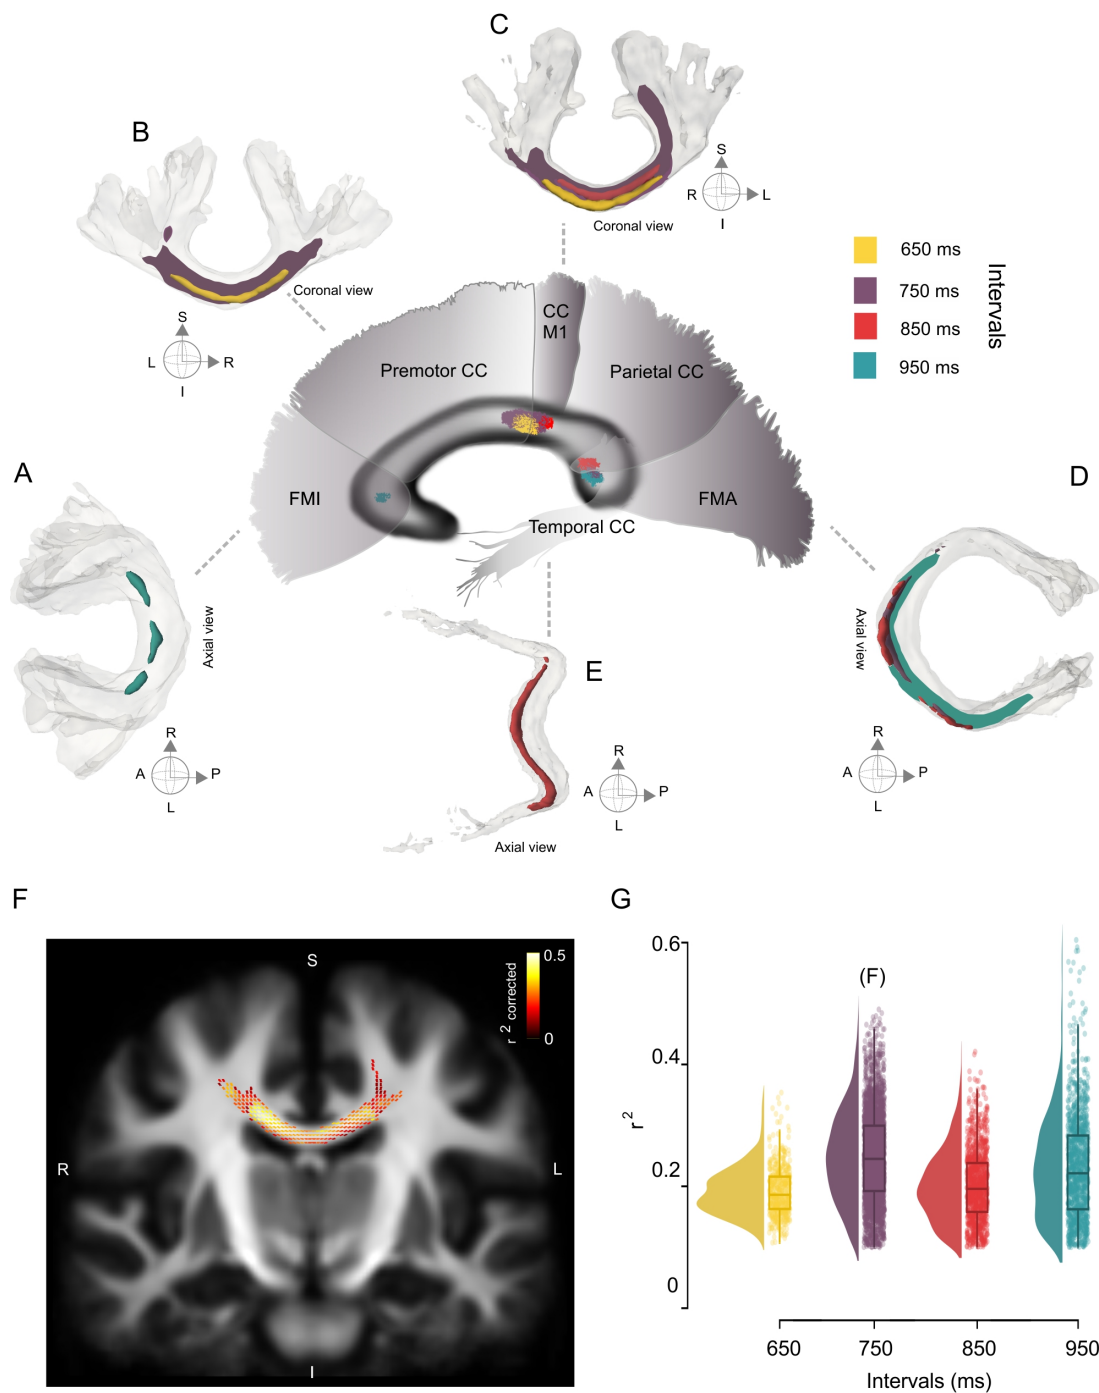 C
S
R
L
I
Coronal view
B
Coronal view
S
L
R
I
650 ms
750 ms
850 ms
950 ms
Intervals
CC
M1
Premotor CC
Parietal CC
FMI
FMA
Temporal CC
A
Axial view
R
A
P
L
D
Axial view
R
A
P
L
E
R
A
P
L
Axial view
F
S
R
L
I
r 2 corrected
0.5
0
G
(F)
r 2
0.6
0.4
0.2
0
650
750
850
950
Intervals (ms)